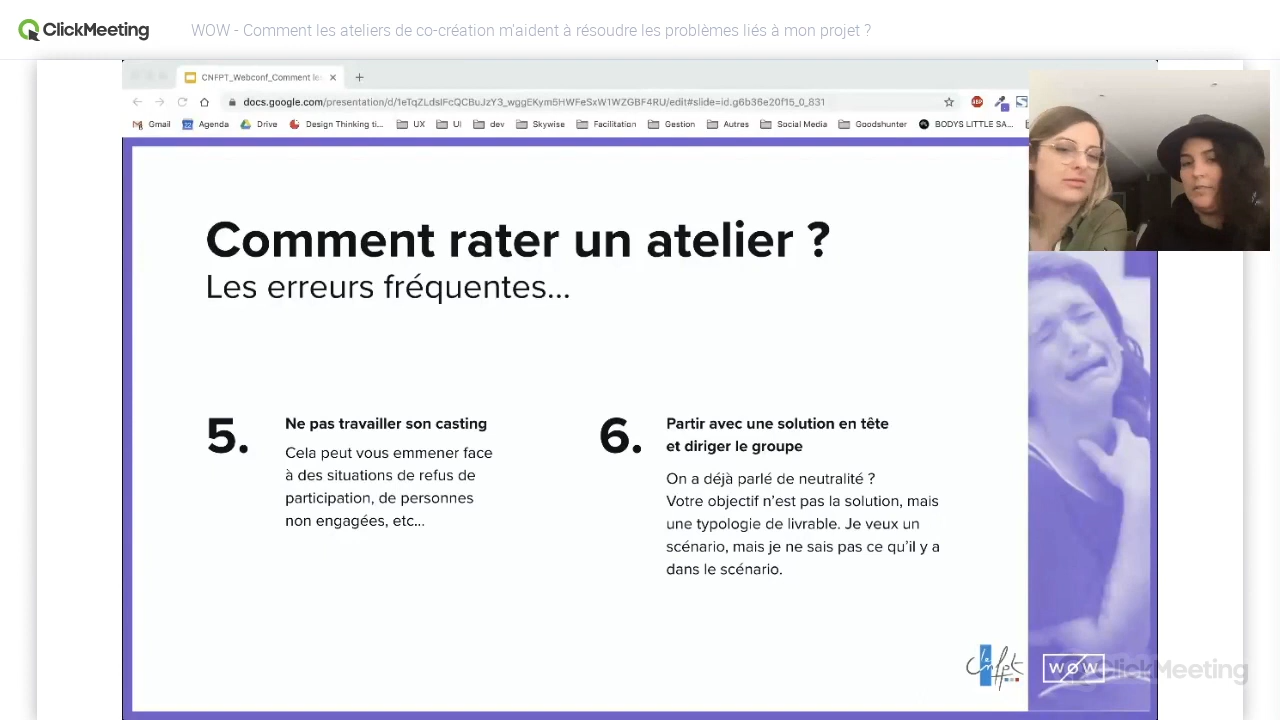 ClickMeeting
WOW - Comment les ateliers de co-création m'aident à résoudre les problèmes liés à mon projet ?
CNFPT_Webconf_Comment le
docs.google.com/presentation/d/1eTqZLdsIFcQCBuJzY3_wggEKym5HWFeSxW1WZGBF4RU/edit#slide=id.g6b36e20f15_0_831
Gmail
Agenda
Drive
Design Thinking ti...
UX
UI
dev
Skywise
Facilitation
Gestion
Autres
Social Media
Goodshunter
BODYS LITTLE SA...
Comment rater un atelier ?
Les erreurs fréquentes...
5.
Ne pas travailler son casting
Cela peut vous emmener face
à des situations de refus de
participation, de personnes
non engagées, etc...
6.
Partir avec une solution en tête
et diriger le groupe
On a déjà parlé de neutralité ?
Votre objectif n'est pas la solution, mais
une typologie de livrable. Je veux un
scénario, mais je ne sais pas ce qu'il y a
dans le scénario.
cnfpt
WOW
ClickMeeting